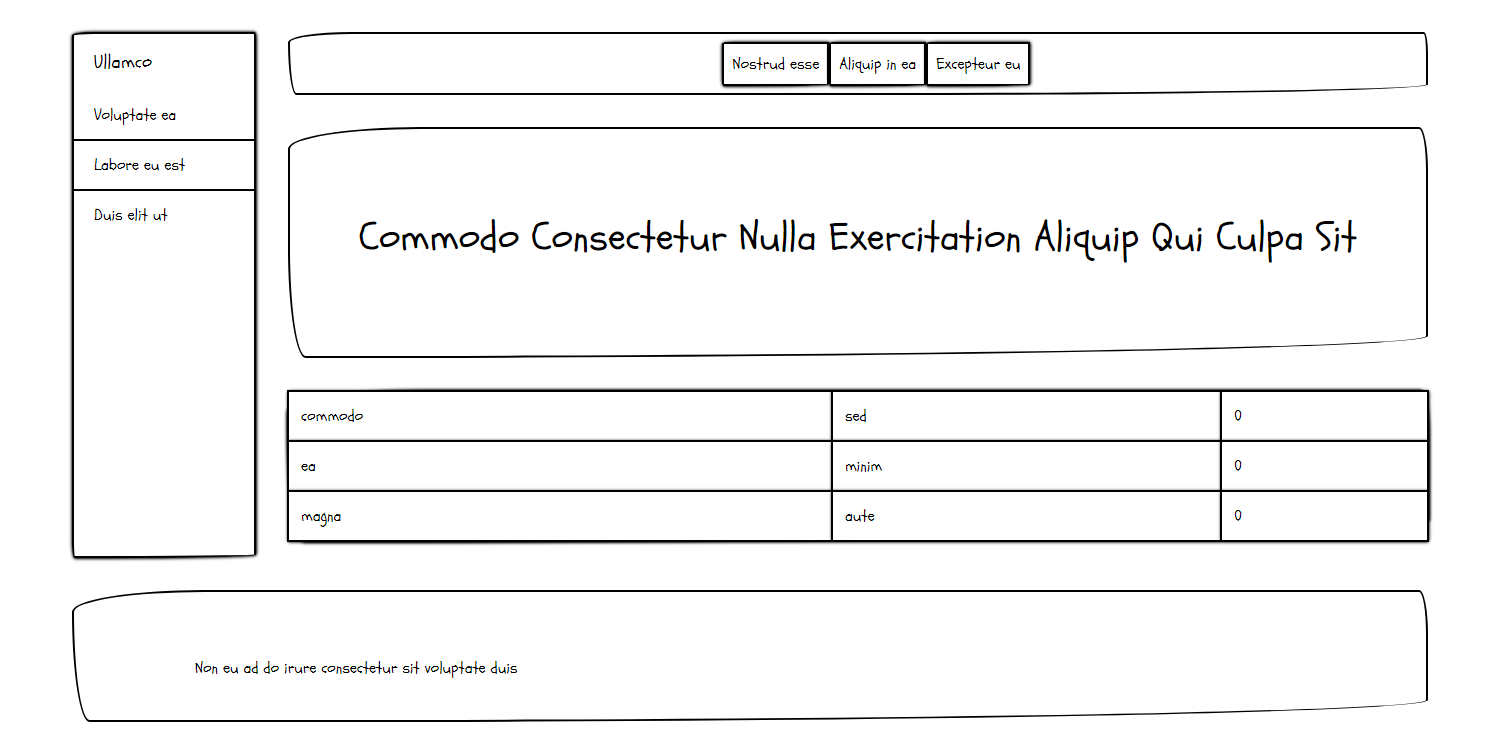 Ullamco
Voluptate ea
Labore eu est
Duis elit ut
Nostrud esse
Aliquip in ea
Excepteur eu
Commodo Consectetur Nulla Exercitation Aliquip Qui Culpa Sit
commodo sed 0
ea minim 0
magna aute 0
Non eu ad do irure consectetur sit voluptate duis